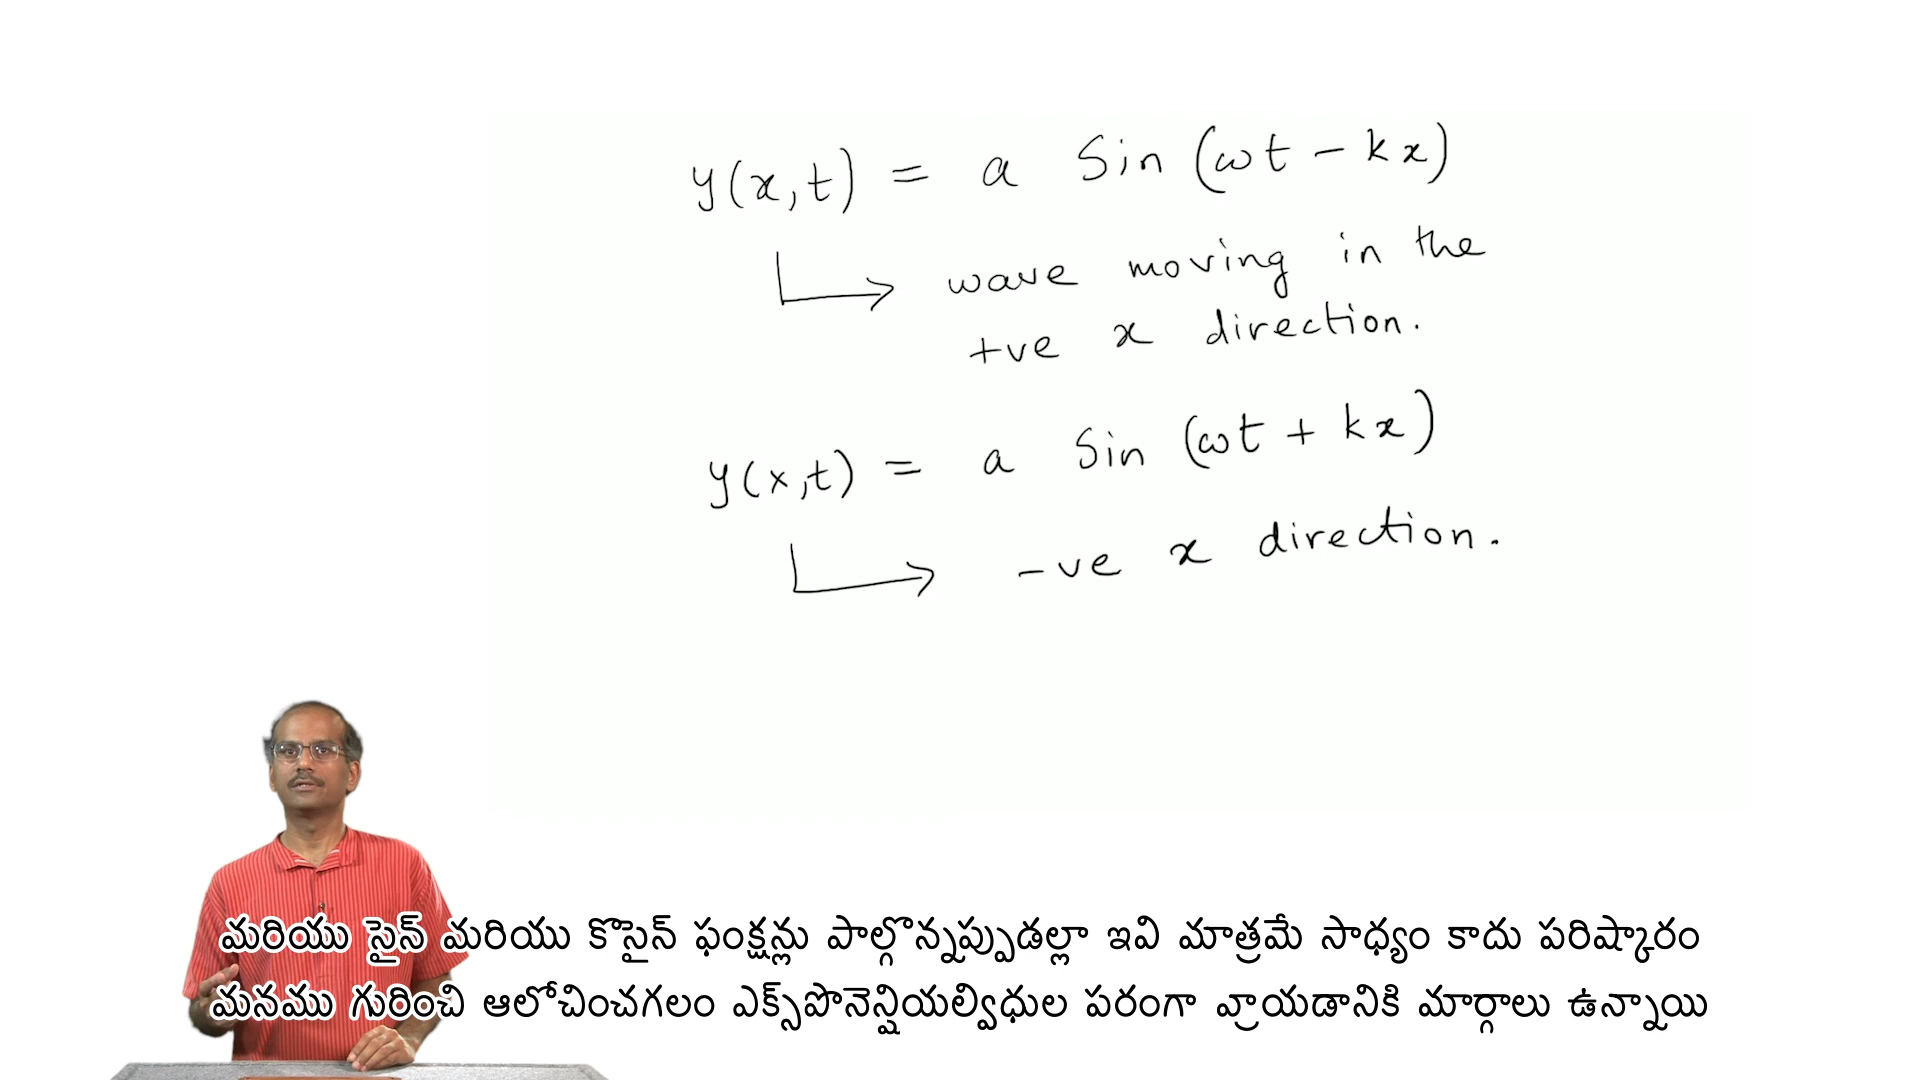 y(x,t) = a Sin (ωt - kx)
wave moving in the
+ve x direction.
y(x,t) = a Sin (ωt + kx)
-ve x direction.
మరియు సైన్ మరియు కొసైన్ ఫంక్షన్లు పాల్గొన్నప్పుడల్లా ఇవి మాత్రమే సాధ్యం కాదు పరిష్కారం
మనము గురించి ఆలోచించగలం ఎక్స్‌పొనెన్షియల్విధుల పరంగా వ్రాయడానికి మార్గాలు ఉన్నాయి